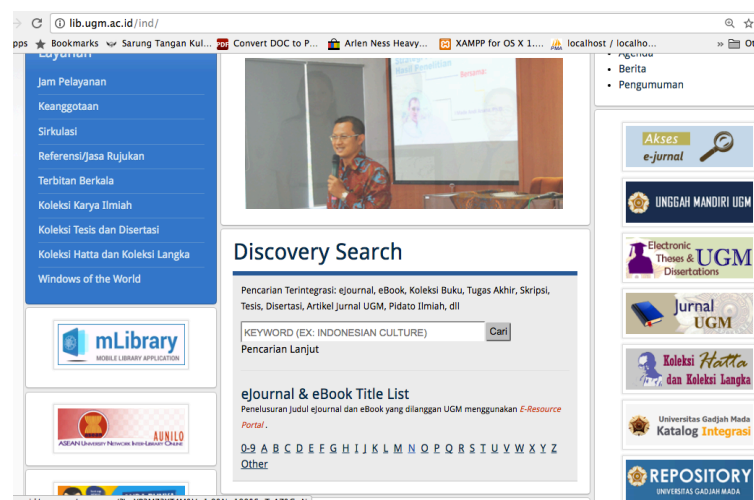 lib.ugm.ac.id/ind/
pps Bookmarks Sarung Tangan Kul... Convert DOC to P... Arlen Ness Heavy... XAMPP for OS X 1.... localhost / localho... » Ot
Layanan
Jam Pelayanan
Keanggotaan
Sirkulasi
Referensi/Jasa Rujukan
Terbitan Berkala
Koleksi Karya Ilmiah
Koleksi Tesis dan Disertasi
Koleksi Hatta dan Koleksi Langka
Windows of the World
mLibrary
MOBILE LIBRARY APPLICATION
AUNILO
ASEAN University Network Inter-Library Online
Hasil Penelitian
Bersama:
Discovery Search
Pencarian Terintegrasi: eJournal, eBook, Koleksi Buku, Tugas Akhir, Skripsi,
Tesis, Disertasi, Artikel Jurnal UGM, Pidato Ilmiah, dll
KEYWORD (EX: INDONESIAN CULTURE) Cari
Pencarian Lanjut
eJournal & eBook Title List
Penelusuran Judul eJournal dan eBook yang dilanggan UGM menggunakan E-Resource
Portal .
0-9 A B C D E F G H I J K L M N O P Q R S T U V W X Y Z
Other
Agenda
Berita
Pengumuman
Akses
e-jurnal
UNGGAH MANDIRI UGM
Electronic
Theses &
Dissertations
UGM
Jurnal
UGM
Koleksi Hatta
dan Koleksi Langka
Universitas Gadjah Mada
Katalog Integrasi
REPOSITORY
UNIVERSITAS GADJAH MADA